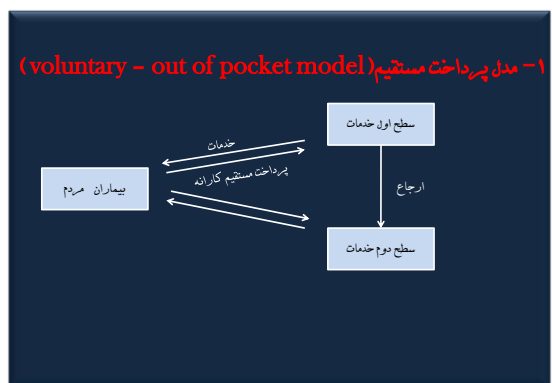 ۱- مدل پرداخت مستقیم(voluntary - out of pocket model)
سطح اول خدمات
خدمات
پرداخت مستقیم کارانه
بیماران مردم
ارجاع
سطح دوم خدمات